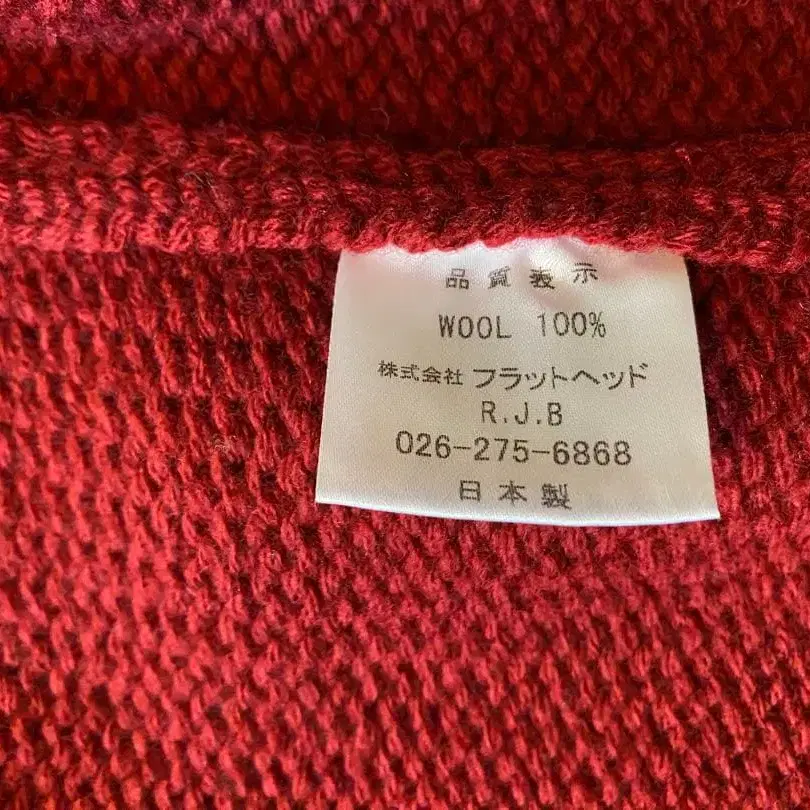 品質表示
WOOL 100%
株式会社 フラットヘッド
R.J.B
026-275-6868
日本製